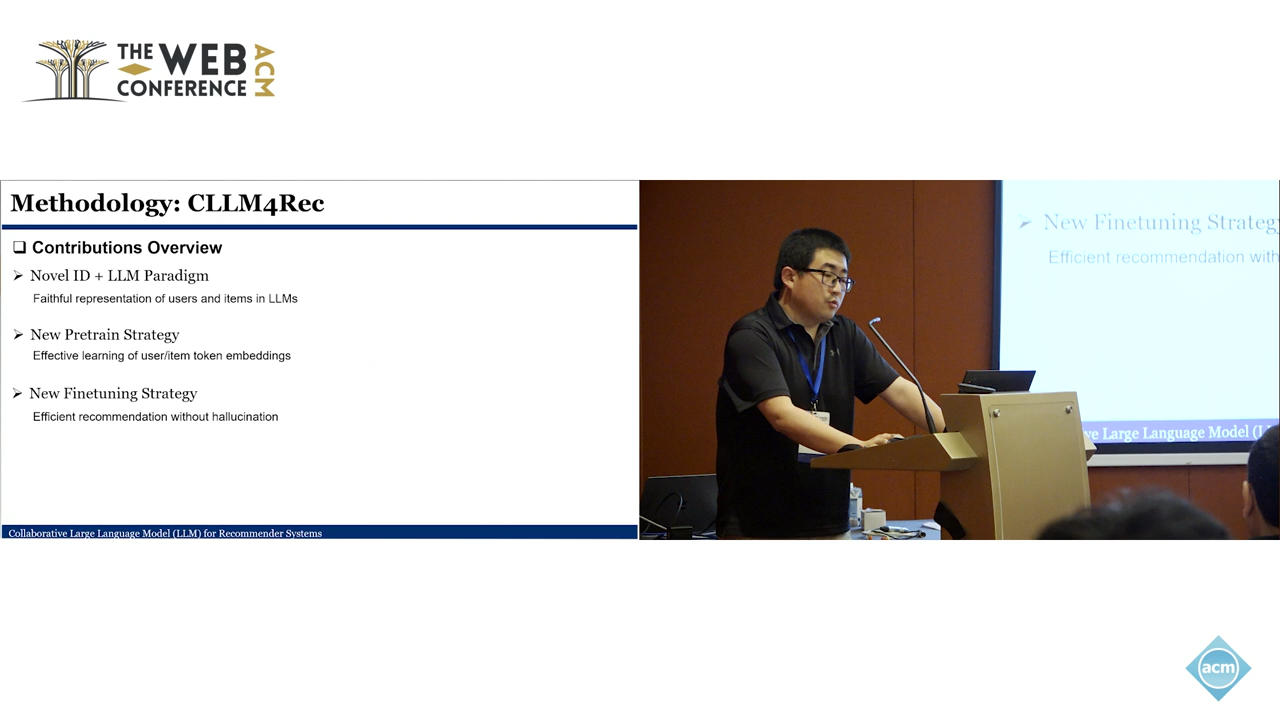 THE WEB CONFERENCE ACM
Methodology: CLLM4Rec
❑ Contributions Overview
➢ Novel ID + LLM Paradigm
Faithful representation of users and items in LLMs
➢ New Pretrain Strategy
Effective learning of user/item token embeddings
➢ New Finetuning Strategy
Efficient recommendation without hallucination
Collaborative Large Language Model (LLM) for Recommender Systems
➢ New Finetuning Strateg
Efficient recommendation with
ve Large Language Model (LL
acm